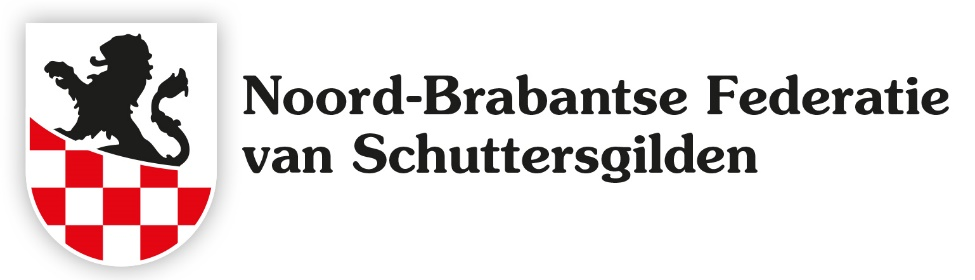 Noord-Brabantse Federatie
van Schuttersgilden